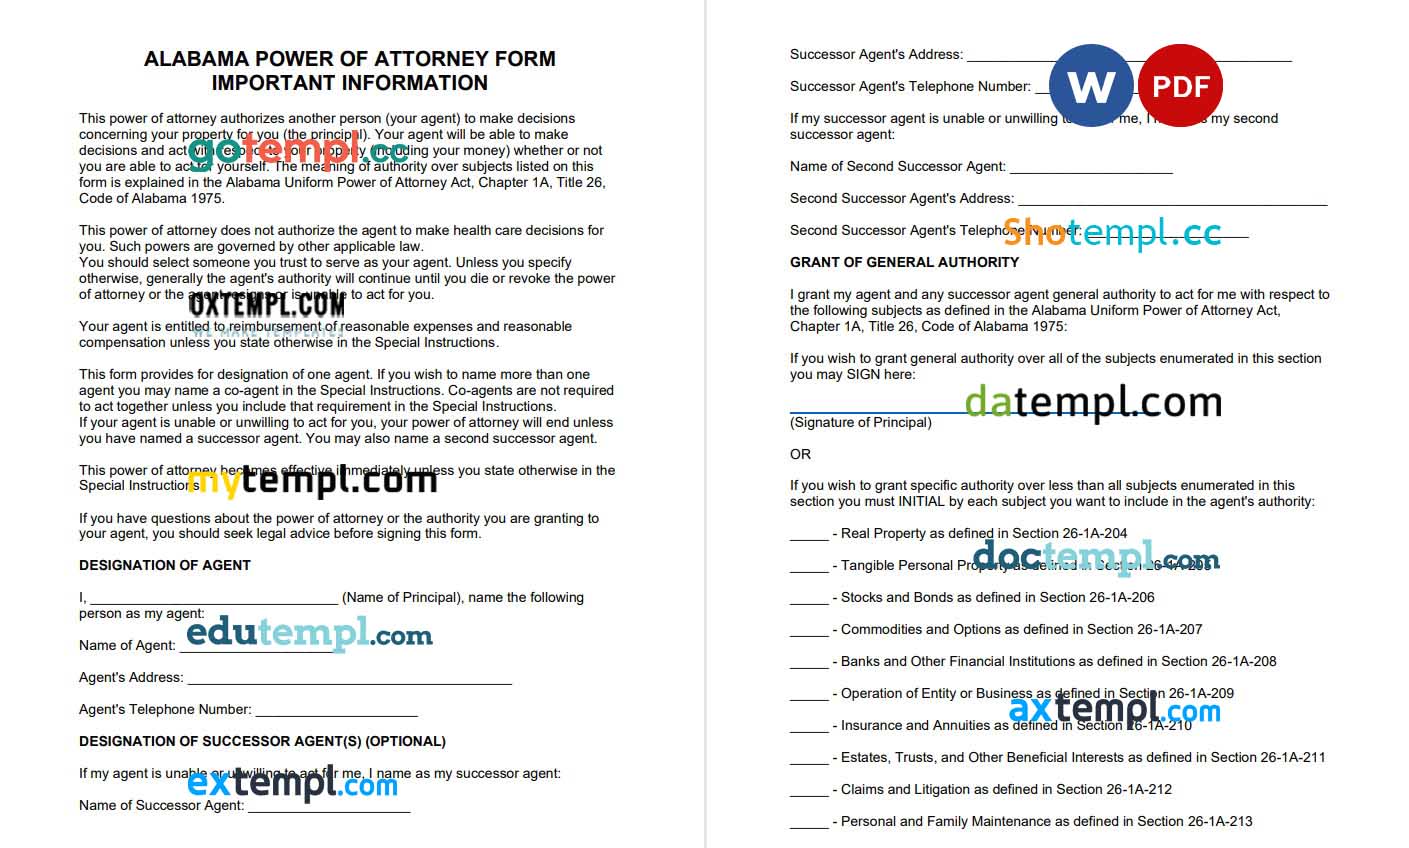 ALABAMA POWER OF ATTORNEY FORM
IMPORTANT INFORMATION
This power of attorney authorizes another person (your agent) to make decisions
concerning your property for you (the principal). Your agent will be able to make
decisions and act with respect to your property (including your money) whether or not
you are able to act for yourself. The meaning of authority over subjects listed on this
form is explained in the Alabama Uniform Power of Attorney Act, Chapter 1A, Title 26,
Code of Alabama 1975.
gotempl.cc
This power of attorney does not authorize the agent to make health care decisions for
you. Such powers are governed by other applicable law.
You should select someone you trust to serve as your agent. Unless you specify
otherwise, generally the agent's authority will continue until you die or revoke the power
of attorney or the agent resigns or is unable to act for you.
OXTEMPL.COM
WE MAKE TEMPLATES
Your agent is entitled to reimbursement of reasonable expenses and reasonable
compensation unless you state otherwise in the Special Instructions.
This form provides for designation of one agent. If you wish to name more than one
agent you may name a co-agent in the Special Instructions. Co-agents are not required
to act together unless you include that requirement in the Special Instructions.
If your agent is unable or unwilling to act for you, your power of attorney will end unless
you have named a successor agent. You may also name a second successor agent.
This power of attorney becomes effective immediately unless you state otherwise in the
Special Instructions.
mytempl.com
If you have questions about the power of attorney or the authority you are granting to
your agent, you should seek legal advice before signing this form.
DESIGNATION OF AGENT
I, ________________________________ (Name of Principal), name the following
person as my agent:
edutempl.com
Name of Agent: ____________________
Agent's Address: __________________________________________
Agent's Telephone Number: _____________________
DESIGNATION OF SUCCESSOR AGENT(S) (OPTIONAL)
If my agent is unable or unwilling to act for me, I name as my successor agent:
extempl.com
Name of Successor Agent: _____________________
Successor Agent's Address: __________________________________________
W PDF
Successor Agent's Telephone Number: __
If my successor agent is unable or unwilling me, I my second
successor agent:
Name of Second Successor Agent: _____________________
Second Successor Agent's Address: ________________________________________
Second Successor Agent's Telephone Number: _____________________
Shotempl.cc
GRANT OF GENERAL AUTHORITY
I grant my agent and any successor agent general authority to act for me with respect to
the following subjects as defined in the Alabama Uniform Power of Attorney Act,
Chapter 1A, Title 26, Code of Alabama 1975:
If you wish to grant general authority over all of the subjects enumerated in this section
you may SIGN here:
datempl.com
(Signature of Principal)
OR
If you wish to grant specific authority over less than all subjects enumerated in this
section you must INITIAL by each subject you want to include in the agent's authority:
_____ - Real Property as defined in Section 26-1A-204
doctempl.com
_____ - Tangible Personal Property as defined in Section 26-1A-205
_____ - Stocks and Bonds as defined in Section 26-1A-206
_____ - Commodities and Options as defined in Section 26-1A-207
_____ - Banks and Other Financial Institutions as defined in Section 26-1A-208
_____ - Operation of Entity or Business as defined in Section 26-1A-209
axtempl.com
_____ - Insurance and Annuities as defined in Section 26-1A-210
_____ - Estates, Trusts, and Other Beneficial Interests as defined in Section 26-1A-211
_____ - Claims and Litigation as defined in Section 26-1A-212
_____ - Personal and Family Maintenance as defined in Section 26-1A-213